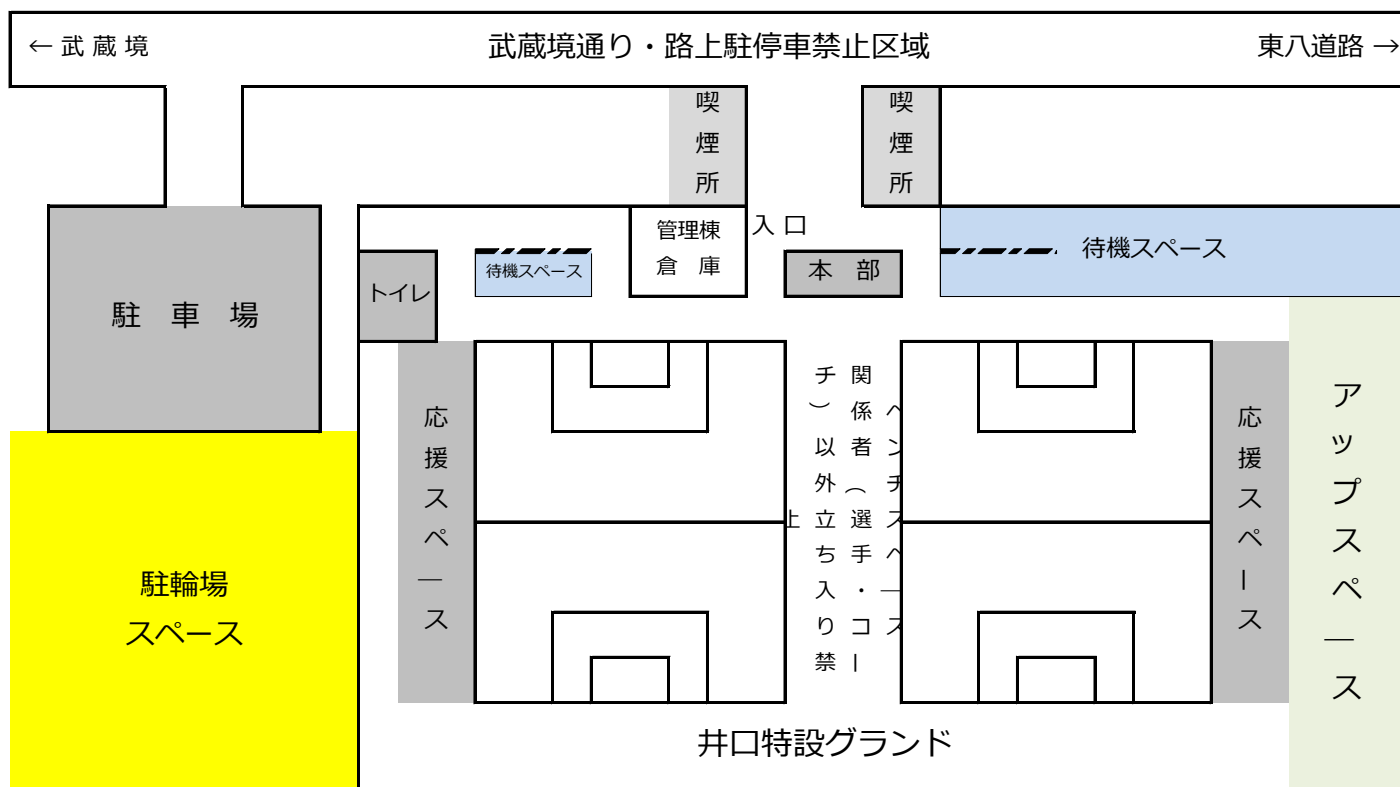 ← 武 蔵 境
武蔵境通り・路上駐停車禁止区域
東八道路 →
喫煙所
喫煙所
管理棟
倉 庫
入 口
本 部
待機スペース
待機スペース
トイレ
駐 車 場
応援スペース
ベンチスペース
関係者(選手・コー
チ)以外立ち入り禁
止
応援スペース
アップスペース
駐輪場
スペース
井口特設グランド